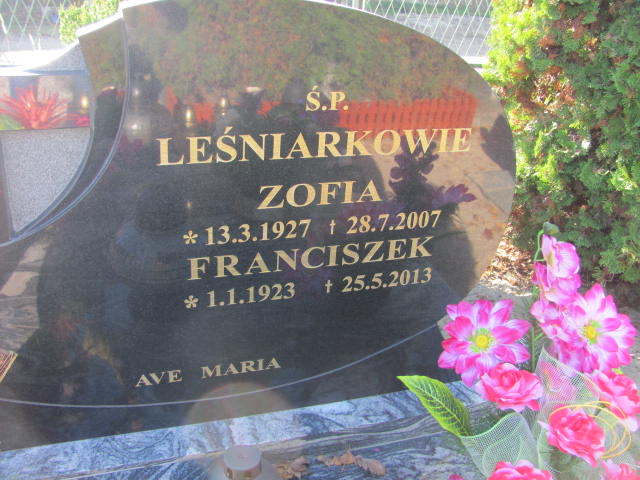 Ś.P.
LEŚNIARKOWIE
ZOFIA
* 13.3.1927 † 28.7.2007
FRANCISZEK
* 1.1.1923 † 25.5.2013
AVE MARIA